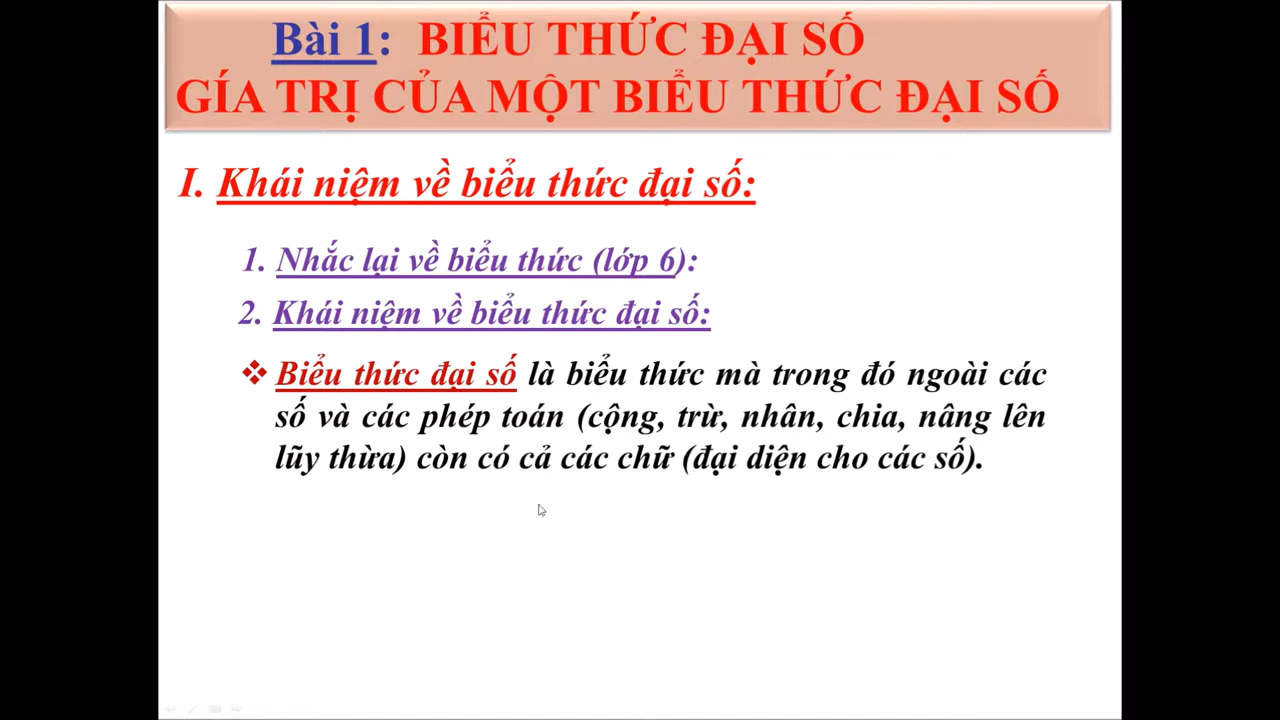 Bài 1: BIỂU THỨC ĐẠI SỐ
GÍA TRỊ CỦA MỘT BIỂU THỨC ĐẠI SỐ
I. Khái niệm về biểu thức đại số:
1. Nhắc lại về biểu thức (lớp 6):
2. Khái niệm về biểu thức đại số:
❖ Biểu thức đại số là biểu thức mà trong đó ngoài các
số và các phép toán (cộng, trừ, nhân, chia, nâng lên
lũy thừa) còn có cả các chữ (đại diện cho các số).